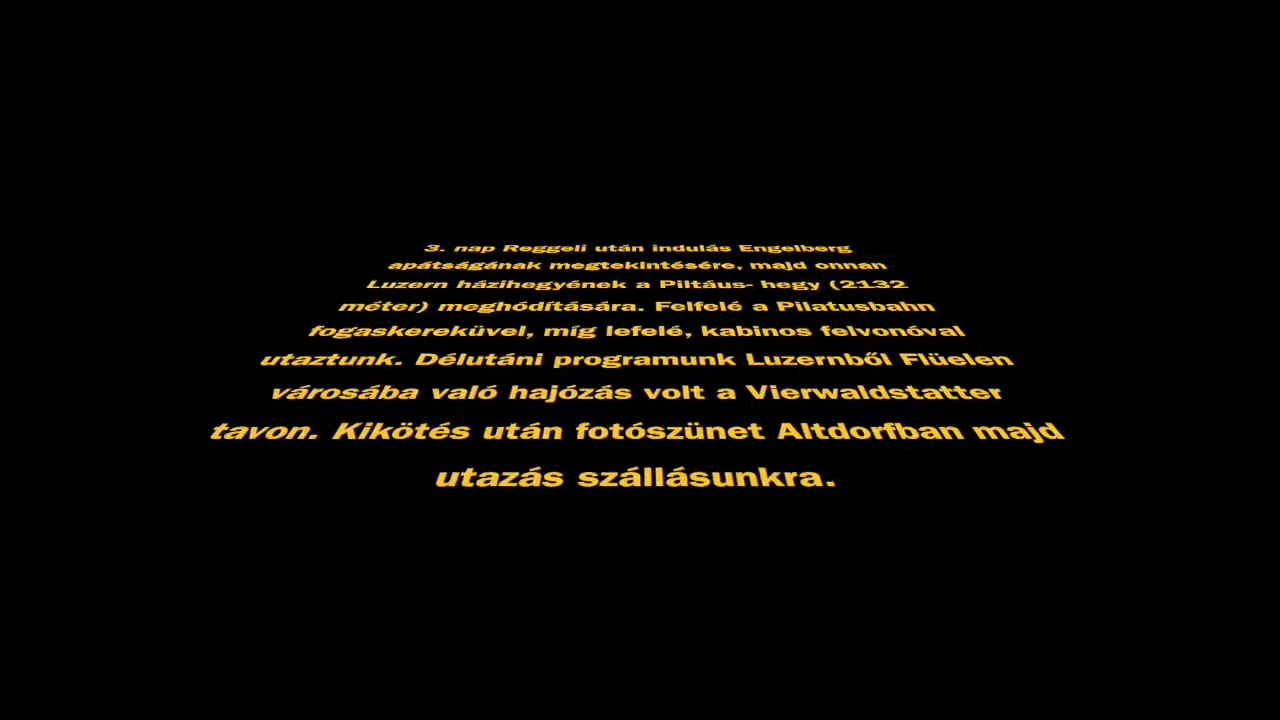 3. nap Reggeli után indulás Engelberg
apátságának megtekintésére, majd onnan
Luzern házihegyének a Piltáus- hegy (2132
méter) meghódítására. Felfelé a Pilatusbahn
fogaskerekűvel, míg lefelé, kabinos felvonóval
utaztunk. Délutáni programunk Luzernből Flüelen
városába való hajózás volt a Vierwaldstatter
tavon. Kikötés után fotószünet Altdorfban majd
utazás szállásunkra.